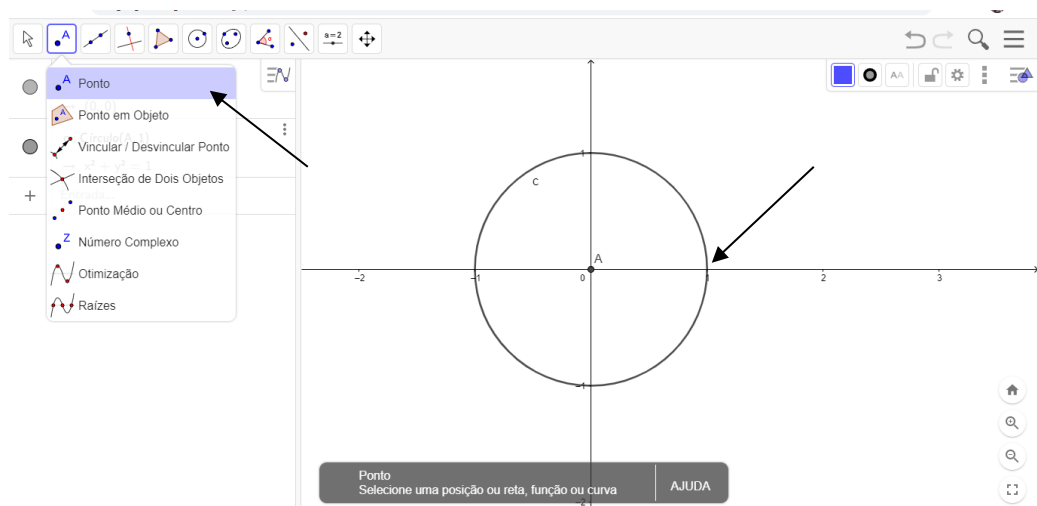 A
a=2
AA
A Ponto
(0, 0)
A Ponto em Objeto
Círculo(A, 1)
Vincular / Desvincular Ponto
x² + y² = 1
Interseção de Dois Objetos
Ponto Médio ou Centro
Z Número Complexo
Otimização
Raízes
1
c
A
-2
-1
0
1
2
3
-1
-2
Ponto
Selecione uma posição ou reta, função ou curva
AJUDA